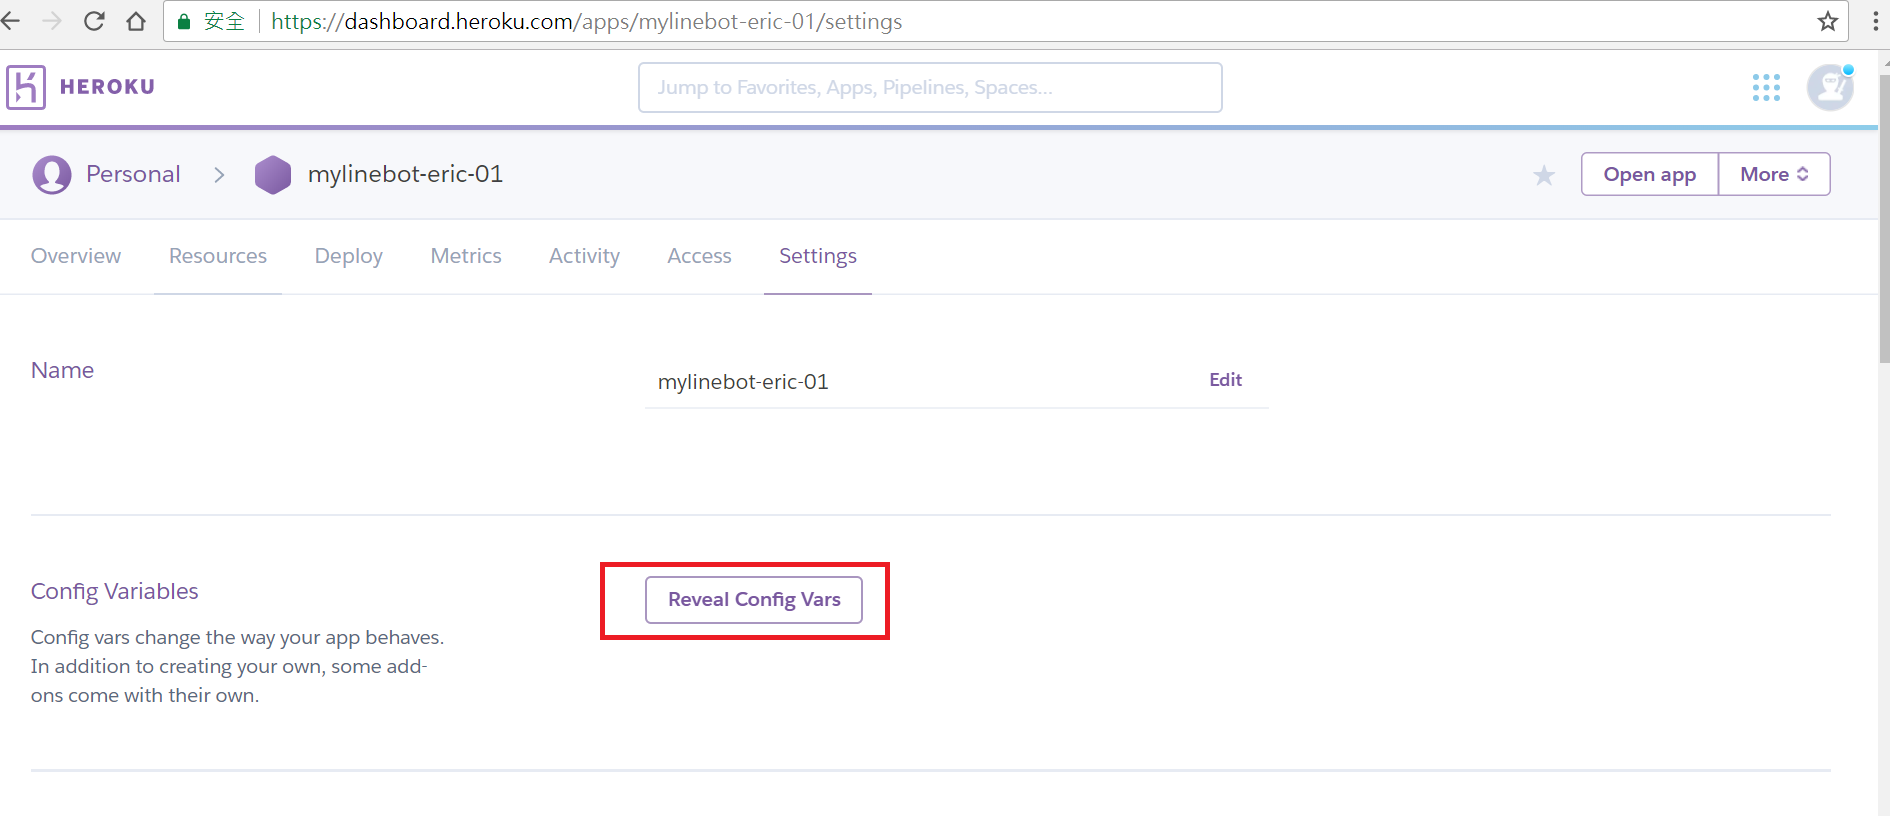 安全 https://dashboard.heroku.com/apps/mylinebot-eric-01/settings
HEROKU
Jump to Favorites, Apps, Pipelines, Spaces...
Personal mylinebot-eric-01
Open app More
Overview Resources Deploy Metrics Activity Access Settings
Name
mylinebot-eric-01 Edit
Config Variables
Reveal Config Vars
Config vars change the way your app behaves.
In addition to creating your own, some add-
ons come with their own.